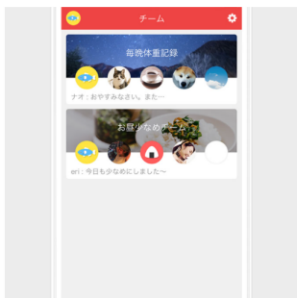 チーム
毎晩体重記録
ナオ : おやすみなさい。また…
お昼少なめチーム
eri : 今日も少なめにしました〜